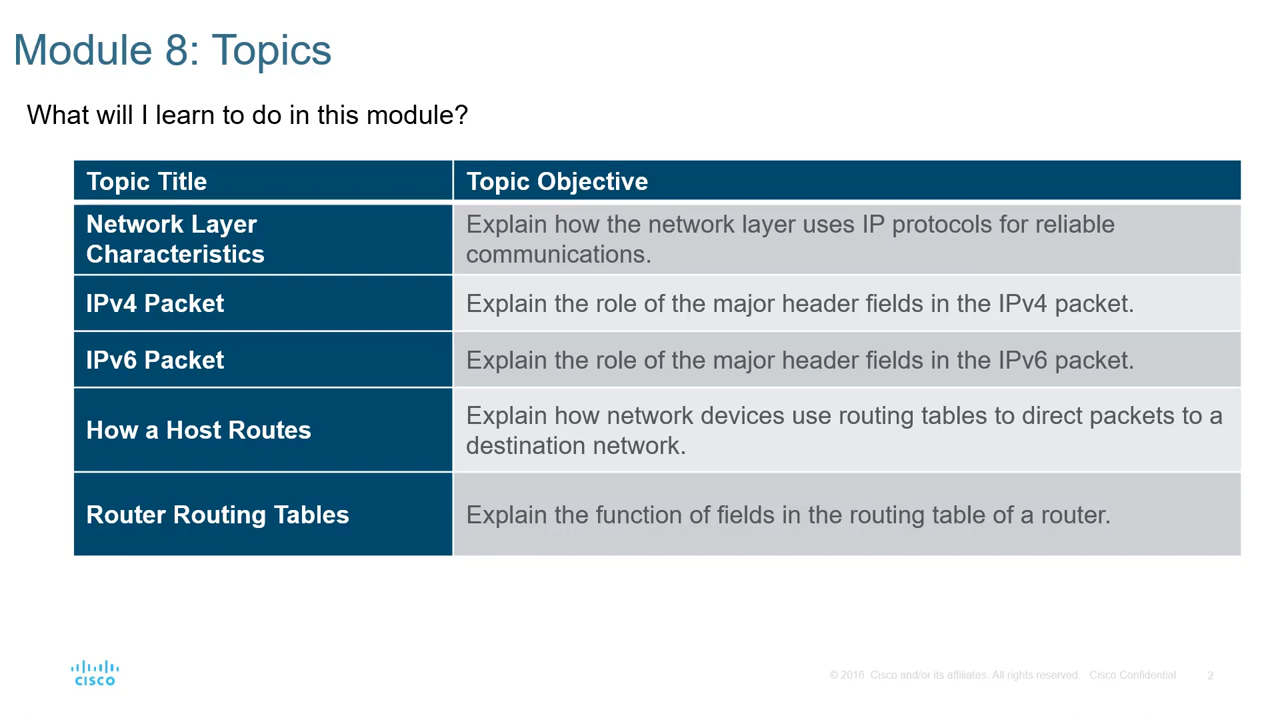 Module 8: Topics
What will I learn to do in this module?
Topic Title
Topic Objective
Network Layer
Characteristics
Explain how the network layer uses IP protocols for reliable
communications.
IPv4 Packet
Explain the role of the major header fields in the IPv4 packet.
IPv6 Packet
Explain the role of the major header fields in the IPv6 packet.
How a Host Routes
Explain how network devices use routing tables to direct packets to a
destination network.
Router Routing Tables
Explain the function of fields in the routing table of a router.
CISCO
© 2016 Cisco and/or its affiliates. All rights reserved. Cisco Confidential
2